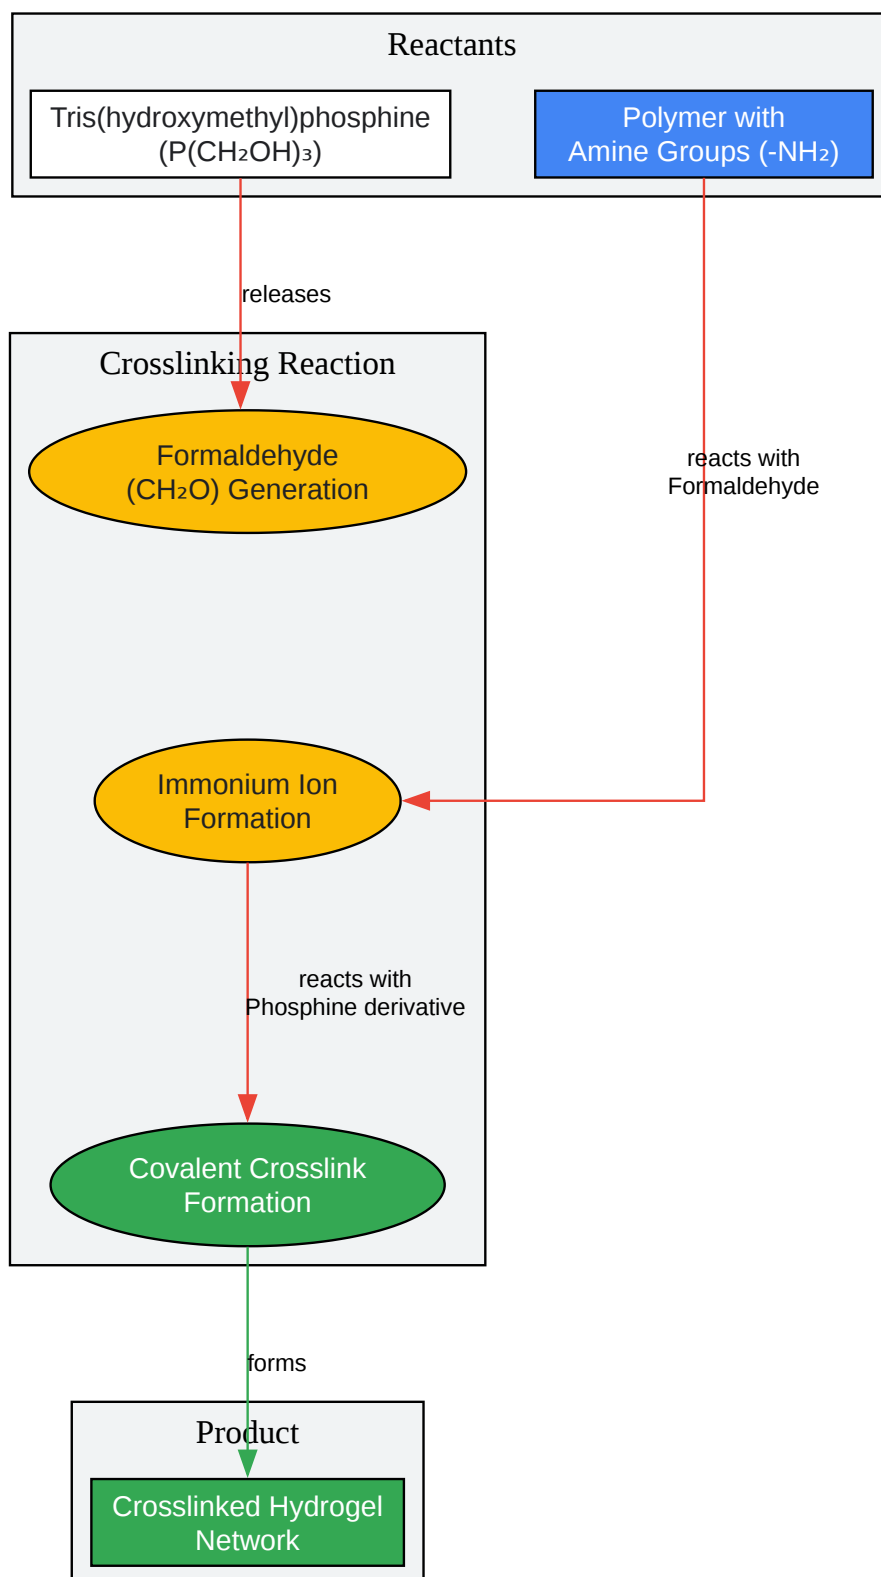 Reactants
Tris(hydroxymethyl)phosphine
(P(CH₂OH)₃)
Polymer with
Amine Groups (-NH₂)
releases
Crosslinking Reaction
Formaldehyde
(CH₂O) Generation
reacts with
Formaldehyde
Immonium Ion
Formation
reacts with
Phosphine derivative
Covalent Crosslink
Formation
forms
Product
Crosslinked Hydrogel
Network